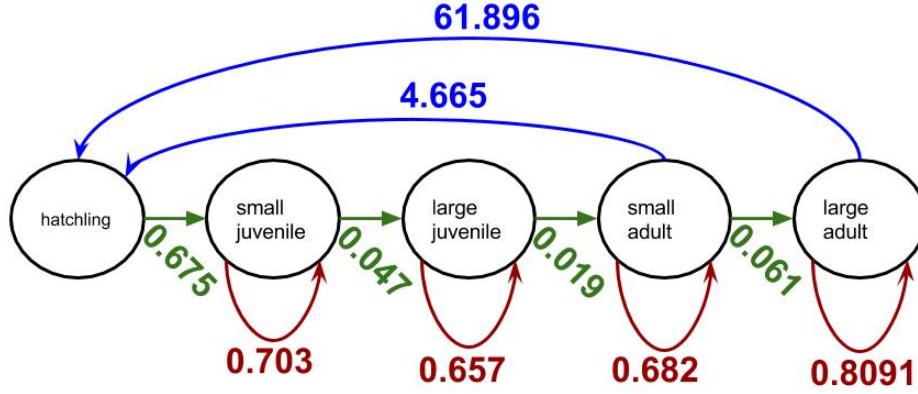 61.896
4.665
hatchling
small
juvenile
large
juvenile
small
adult
large
adult
0.675
0.047
0.019
0.061
0.703
0.657
0.682
0.8091